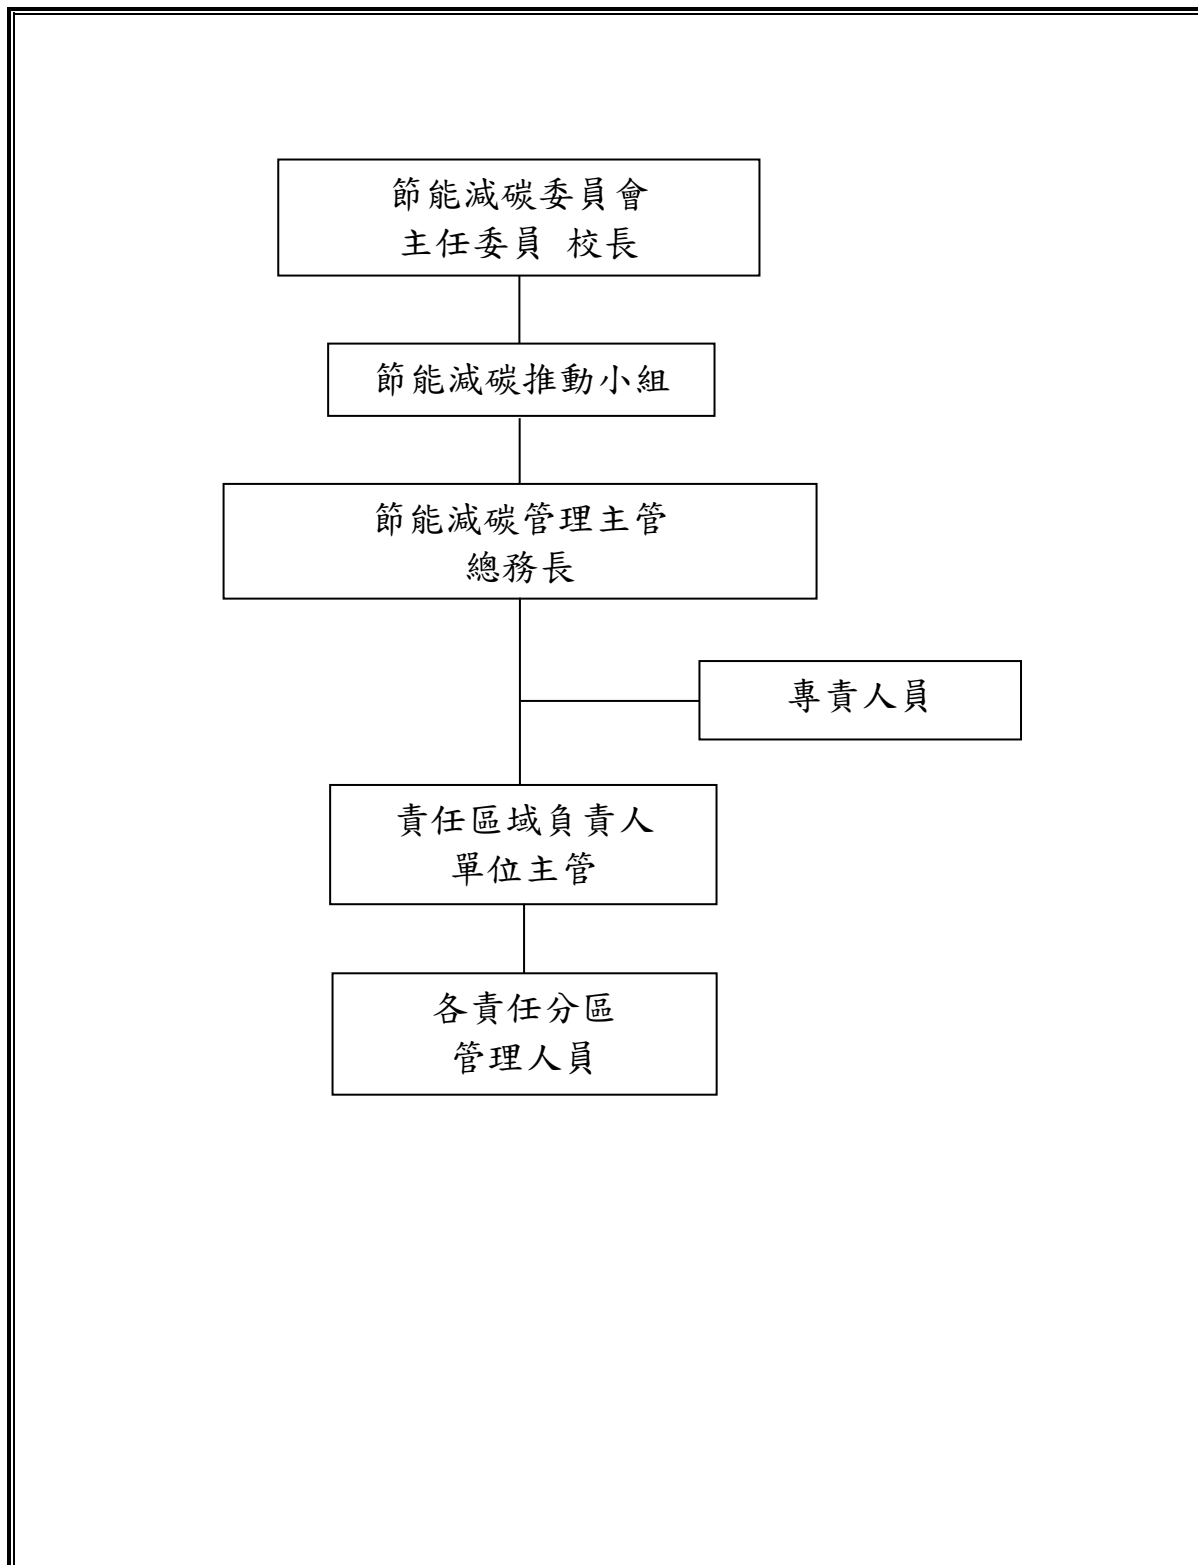 節能減碳委員會
主任委員 校長
節能減碳推動小組
節能減碳管理主管
總務長
專責人員
責任區域負責人
單位主管
各責任分區
管理人員